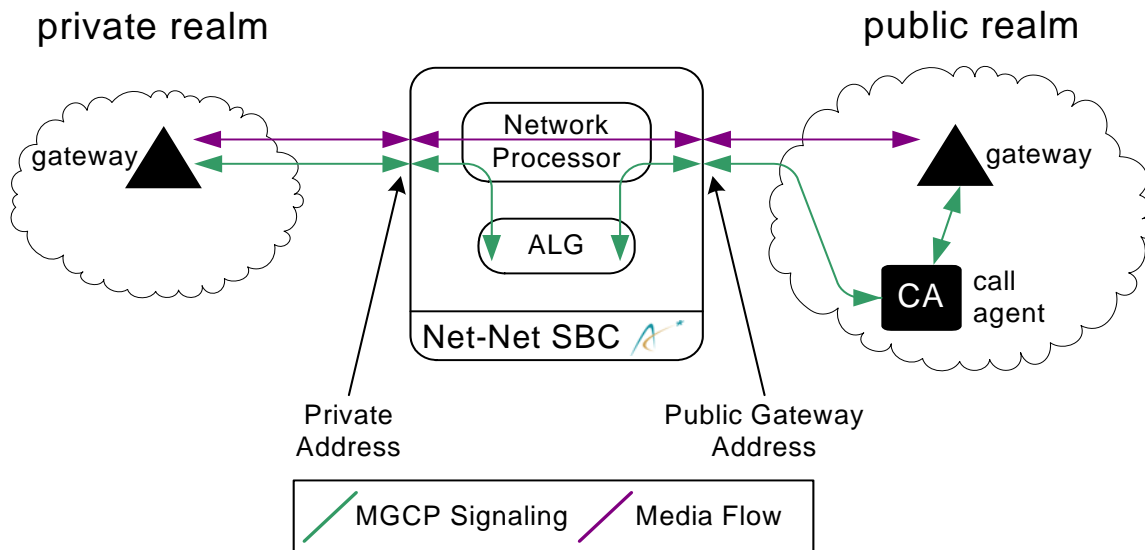 private realm
public realm
gateway
Network
Processor
gateway
ALG
CA
call
agent
Net-Net SBC
Private
Address
Public Gateway
Address
MGCP Signaling
Media Flow